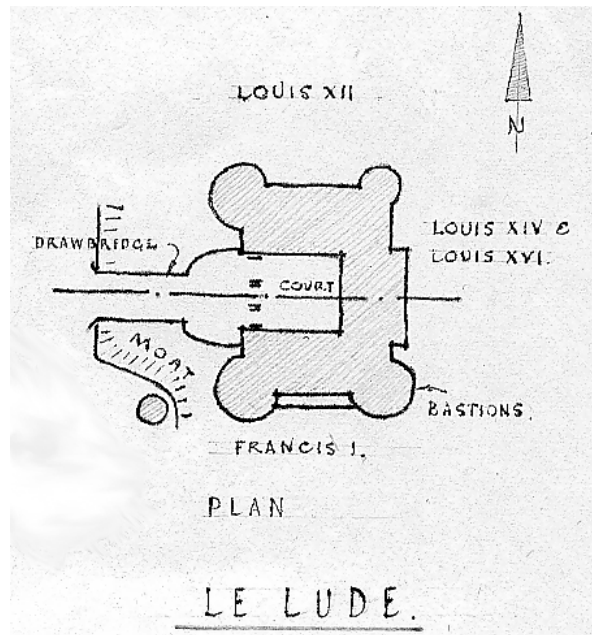 LOUIS XII
N
LOUIS XIV &
LOUIS XVI.
DRAWBRIDGE
COURT
MOAT
BASTIONS.
FRANCIS I.
PLAN
LE LUDE.